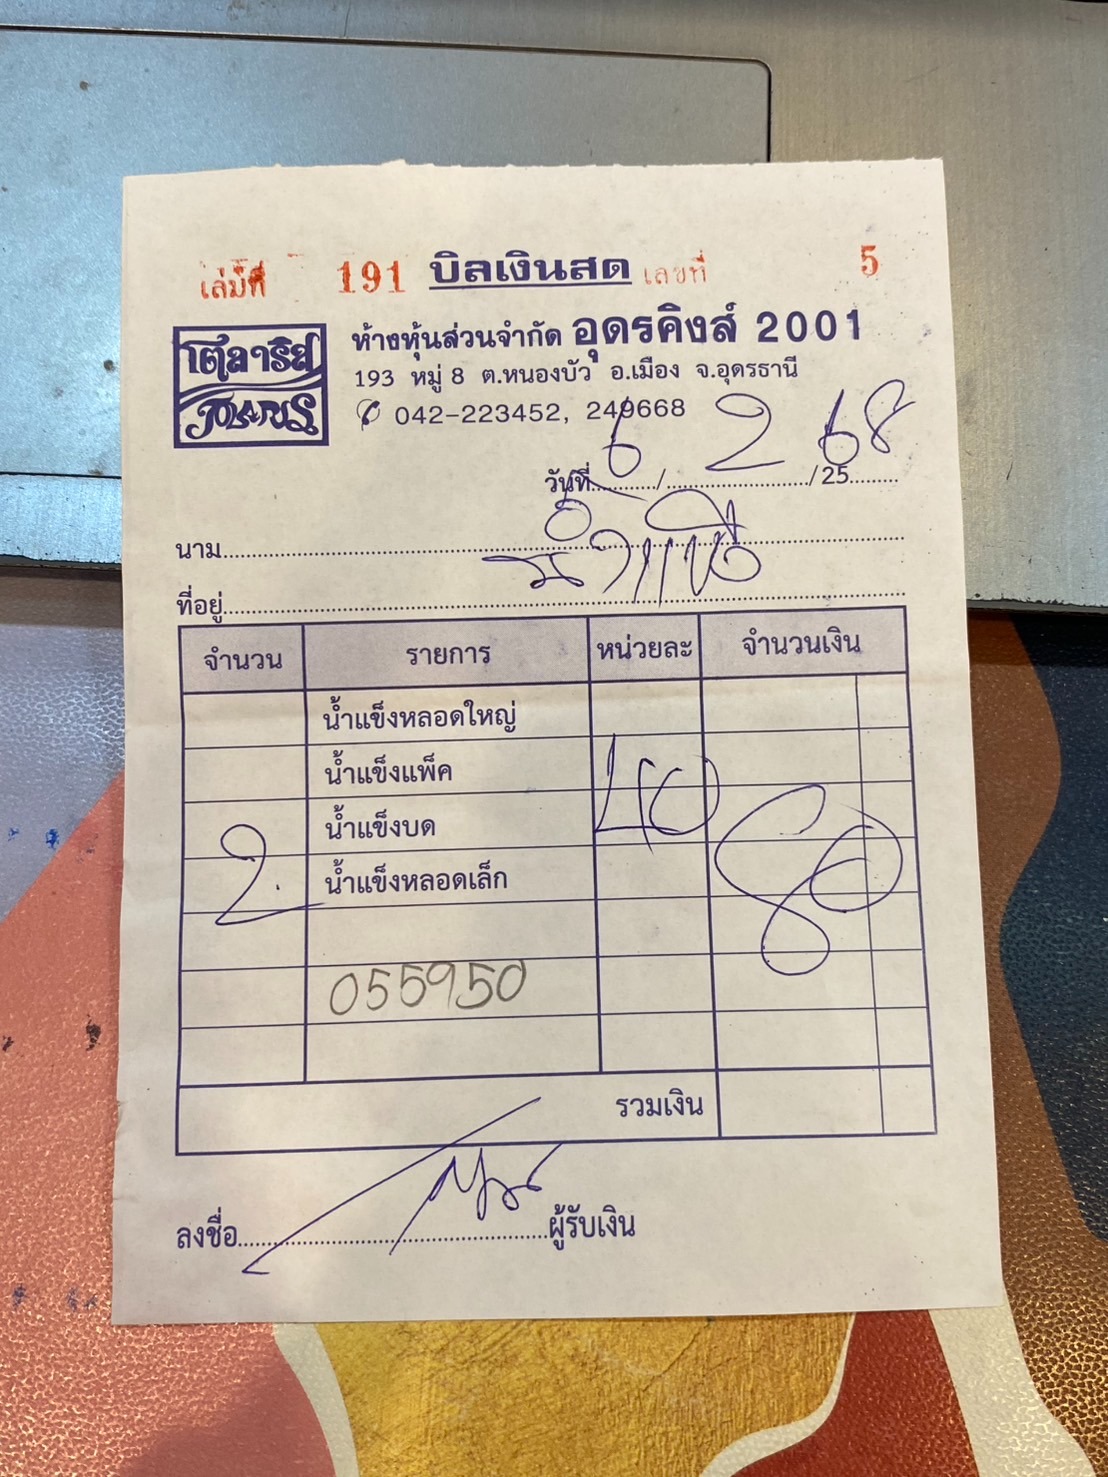 เล่มที่ 191 บิลเงินสด เลขที่ 5
โพลาริส
POLARIS
ห้างหุ้นส่วนจำกัด อุดรคิงส์ 2001
193 หมู่ 8 ต.หนองบัว อ.เมือง จ.อุดรธานี
042-223452, 249668
วันที่ 6 / 2 / 25 68
นาม
ที่อยู่
จำนวน รายการ หน่วยละ จำนวนเงิน
น้ำแข็งหลอดใหญ่
น้ำแข็งแพ็ค
น้ำแข็งบด 40
2 น้ำแข็งหลอดเล็ก 80
055950
รวมเงิน
ลงชื่อ ผู้รับเงิน